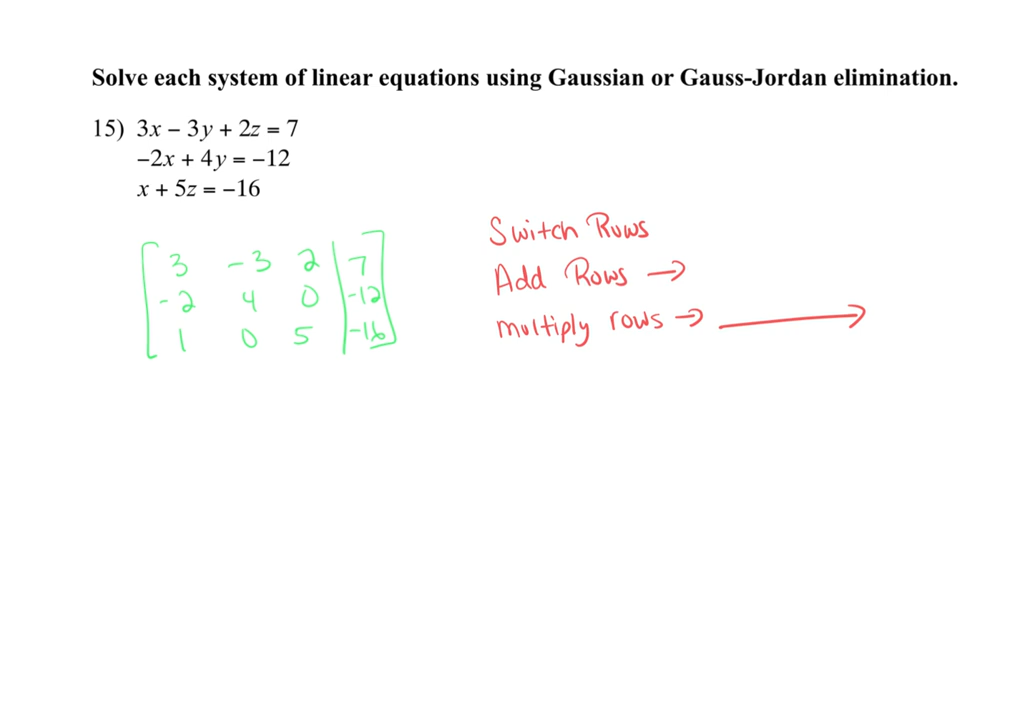 Solve each system of linear equations using Gaussian or Gauss-Jordan elimination.
15) 3x − 3y + 2z = 7
−2x + 4y = −12
x + 5z = −16
Switch Rows
Add Rows →
multiply rows → →
3 -3 2 | 7
-2 4 0 | -12
1 0 5 | -16